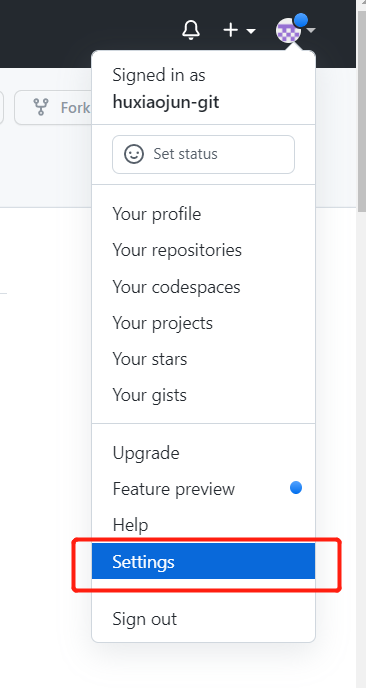 Signed in as
huxiaojun-git
Fork
Set status
Your profile
Your repositories
Your codespaces
Your projects
Your stars
Your gists
Upgrade
Feature preview
Help
Settings
Sign out